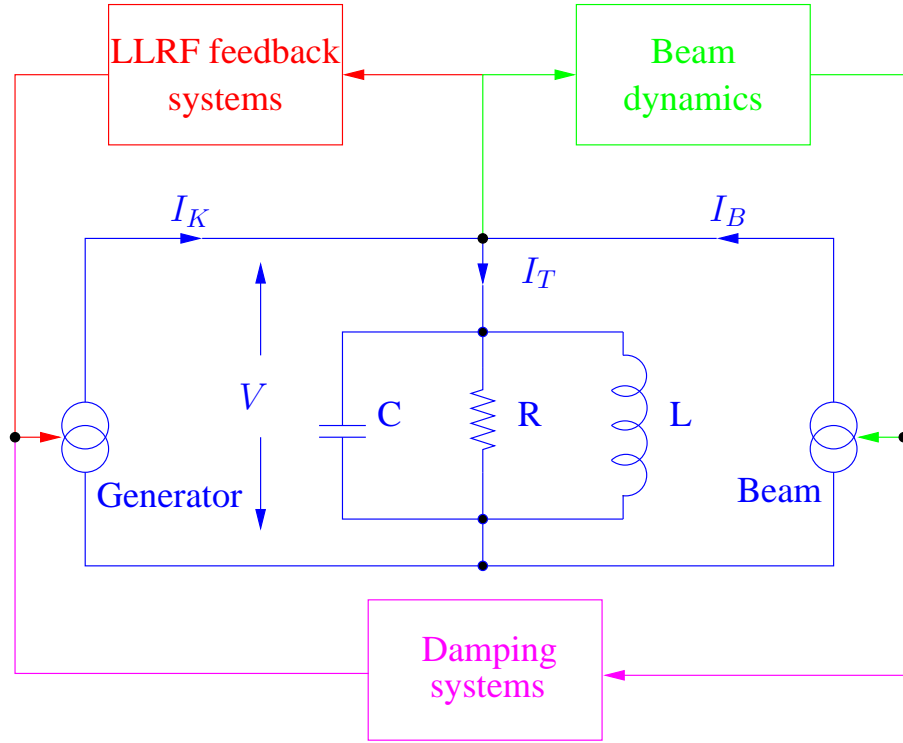 LLRF feedback
systems
Beam
dynamics
I_K
I_B
I_T
V
C
R
L
Generator
Beam
Damping
systems